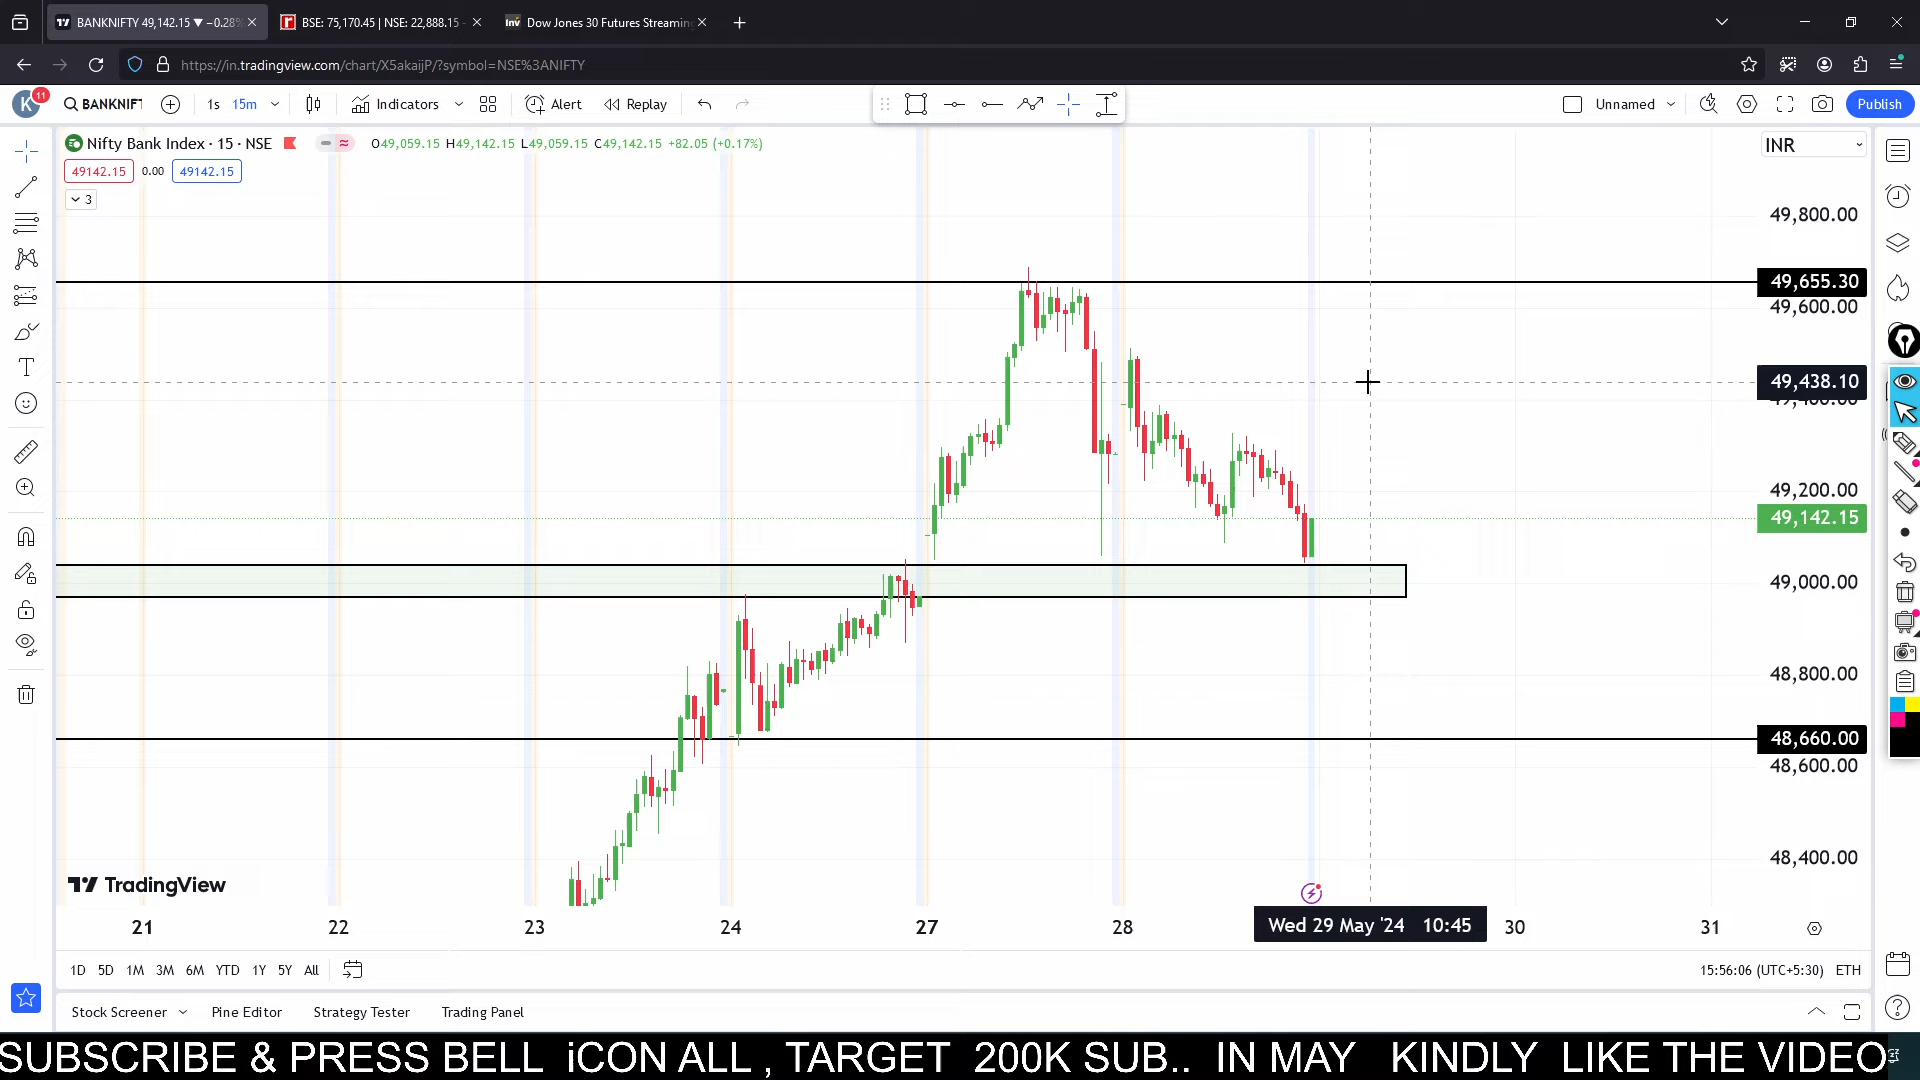 BANKNIFTY 49,142.15 ▼ −0.28%
BSE: 75,170.45 | NSE: 22,888.15 -
Dow Jones 30 Futures Streaming
https://in.tradingview.com/chart/X5akaijP/?symbol=NSE%3ANIFTY
K 11
BANKNIFT
1s 15m
Indicators
Alert
Replay
Unnamed
Publish
Nifty Bank Index · 15 · NSE
O49,059.15 H49,142.15 L49,059.15 C49,142.15 +82.05 (+0.17%)
INR
49142.15 0.00 49142.15
3
49,800.00
49,655.30
49,600.00
49,438.10
49,400.00
49,200.00
49,142.15
49,000.00
48,800.00
48,660.00
48,600.00
48,400.00
TradingView
21 22 23 24 27 28 Wed 29 May '24 10:45 30 31
1D 5D 1M 3M 6M YTD 1Y 5Y All
15:56:06 (UTC+5:30) ETH
Stock Screener Pine Editor Strategy Tester Trading Panel
SUBSCRIBE & PRESS BELL iCON ALL , TARGET 200K SUB.. IN MAY KINDLY LIKE THE VIDEO